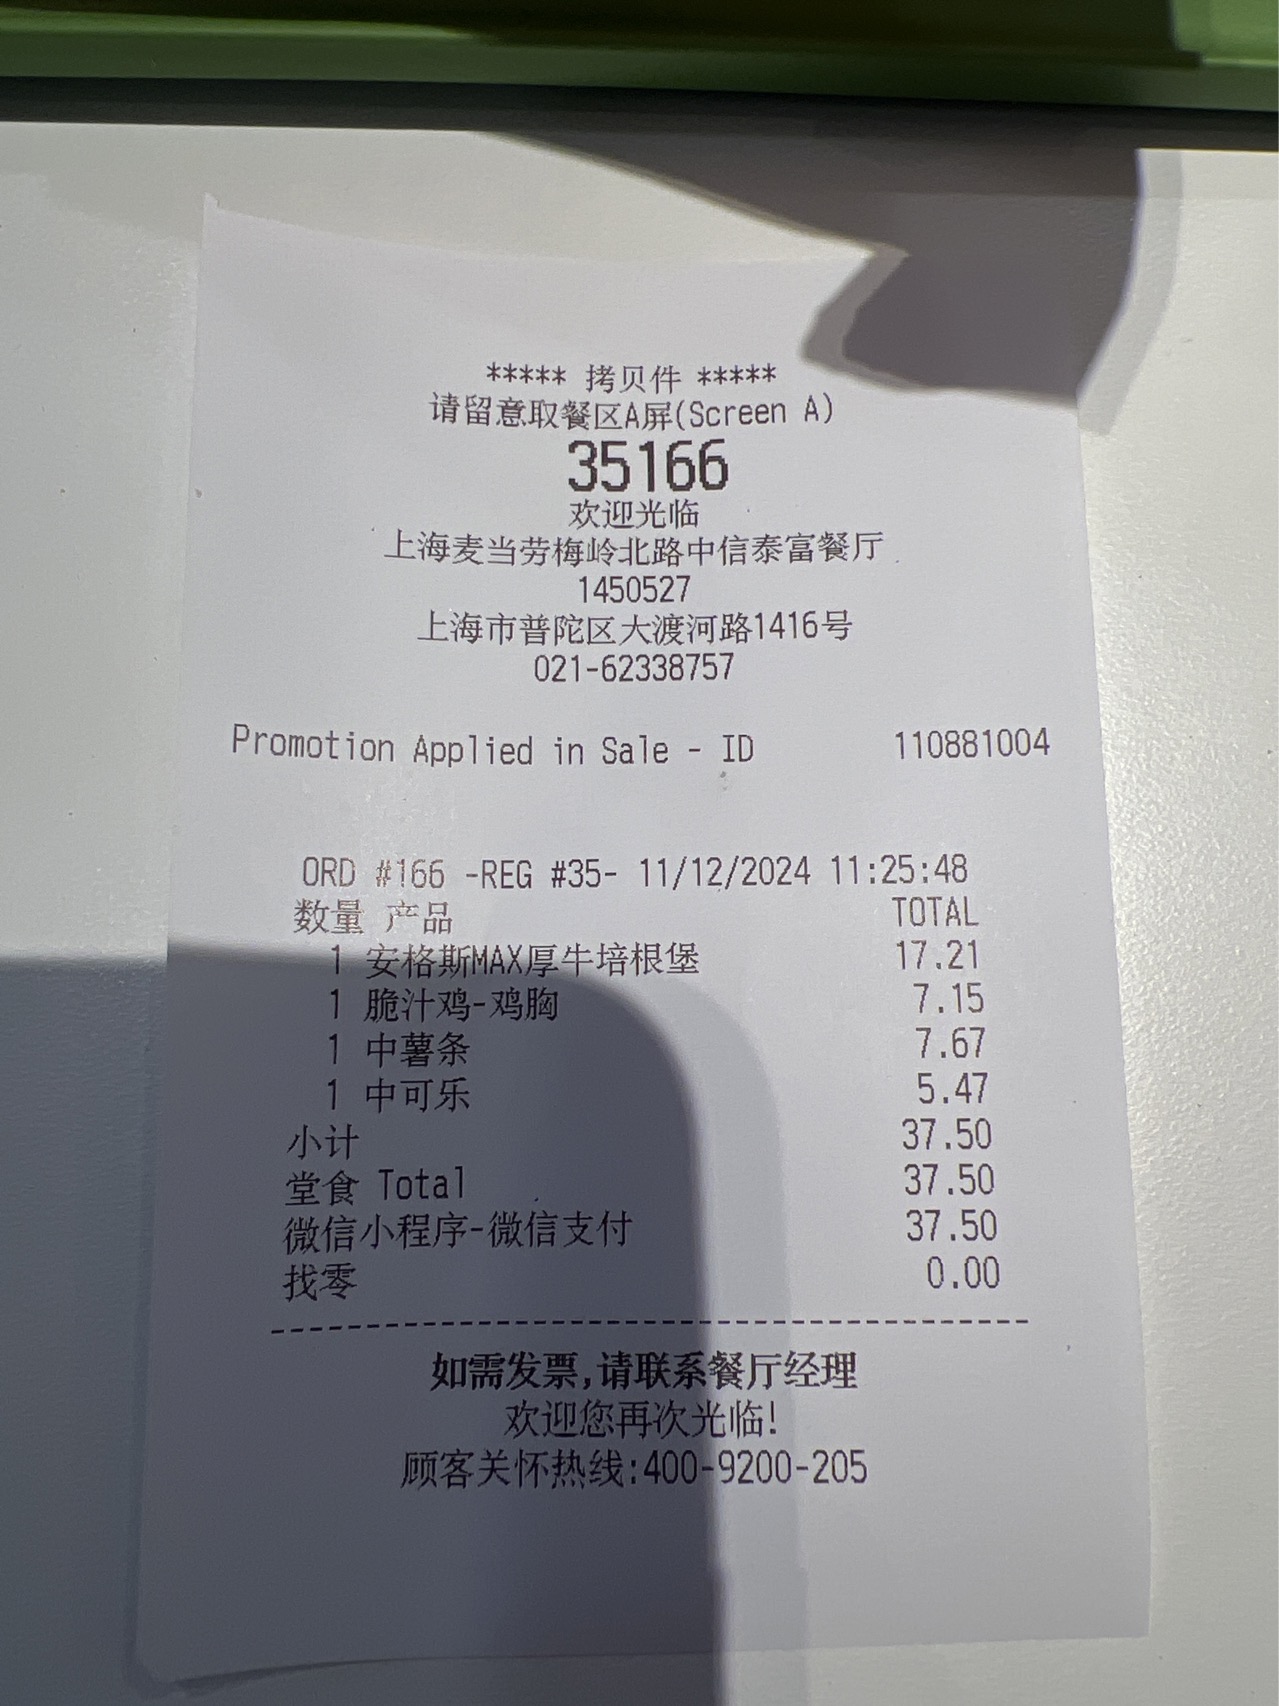 ***** 拷贝件 *****
请留意取餐区A屏(Screen A)
35166
欢迎光临
上海麦当劳梅岭北路中信泰富餐厅
1450527
上海市普陀区大渡河路1416号
021-62338757
Promotion Applied in Sale - ID 110881004
ORD #166 -REG #35- 11/12/2024 11:25:48
数量 产品 TOTAL
1 安格斯MAX厚牛培根堡 17.21
1 脆汁鸡-鸡胸 7.15
1 中薯条 7.67
1 中可乐 5.47
小计 37.50
堂食 Total 37.50
微信小程序-微信支付 37.50
找零 0.00
--------------------------------------
如需发票,请联系餐厅经理
欢迎您再次光临!
顾客关怀热线:400-9200-205